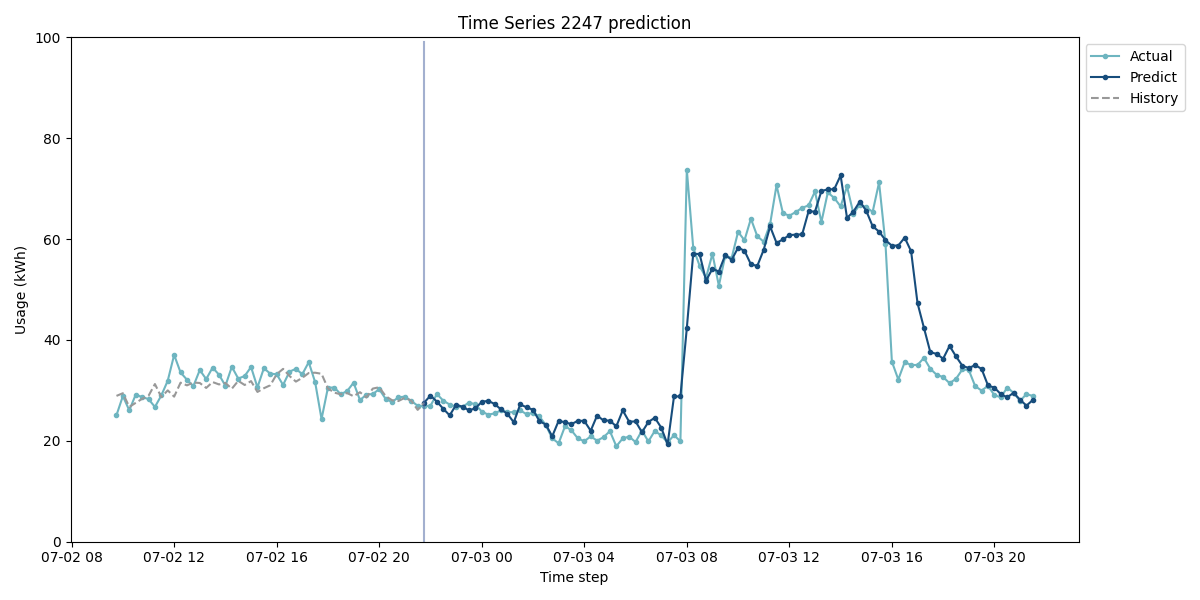 Time Series 2247 prediction
100
80
60
40
20
0
Usage (kWh)
07-02 08 07-02 12 07-02 16 07-02 20 07-03 00 07-03 04 07-03 08 07-03 12 07-03 16 07-03 20
Time step
Actual
Predict
History